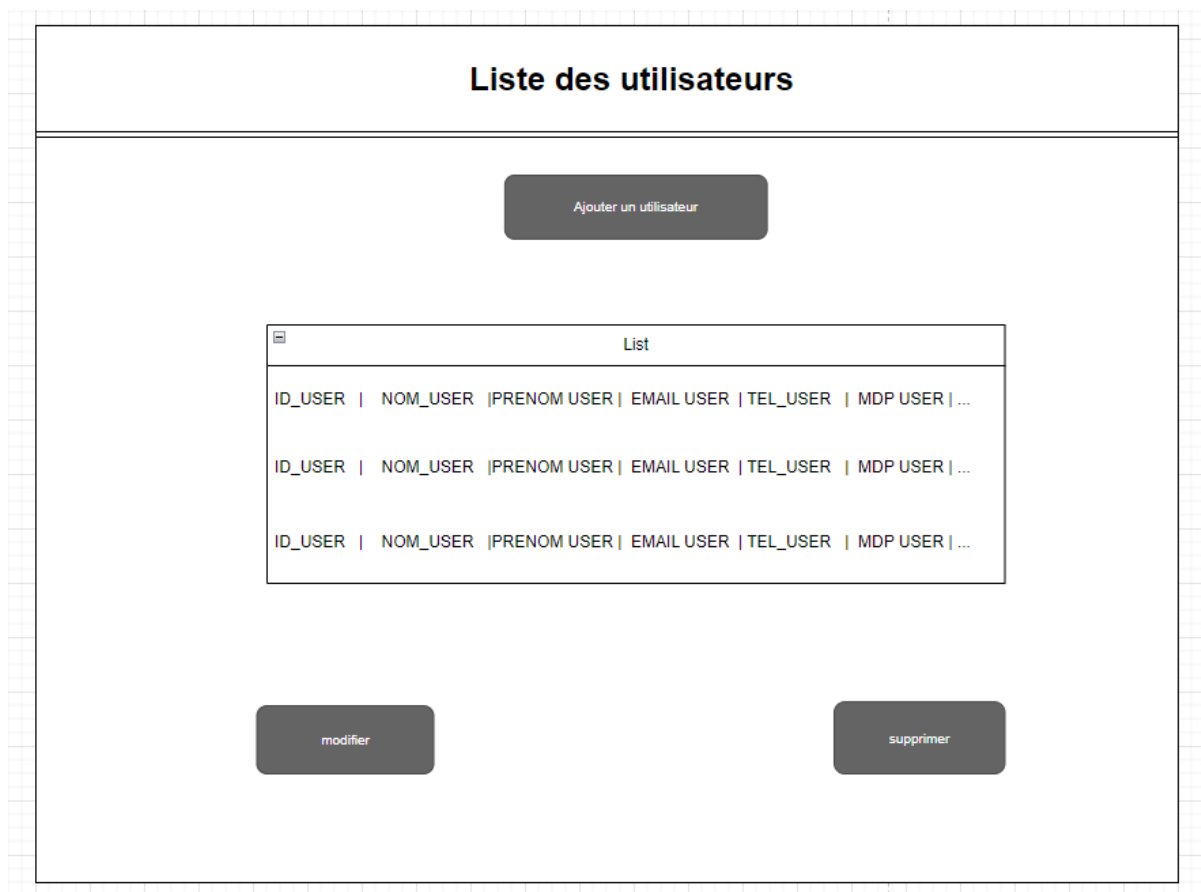 Liste des utilisateurs
Ajouter un utilisateur
List
ID_USER | NOM_USER |PRENOM USER | EMAIL USER | TEL_USER | MDP USER | ...
ID_USER | NOM_USER |PRENOM USER | EMAIL USER | TEL_USER | MDP USER | ...
ID_USER | NOM_USER |PRENOM USER | EMAIL USER | TEL_USER | MDP USER | ...
modifier
supprimer